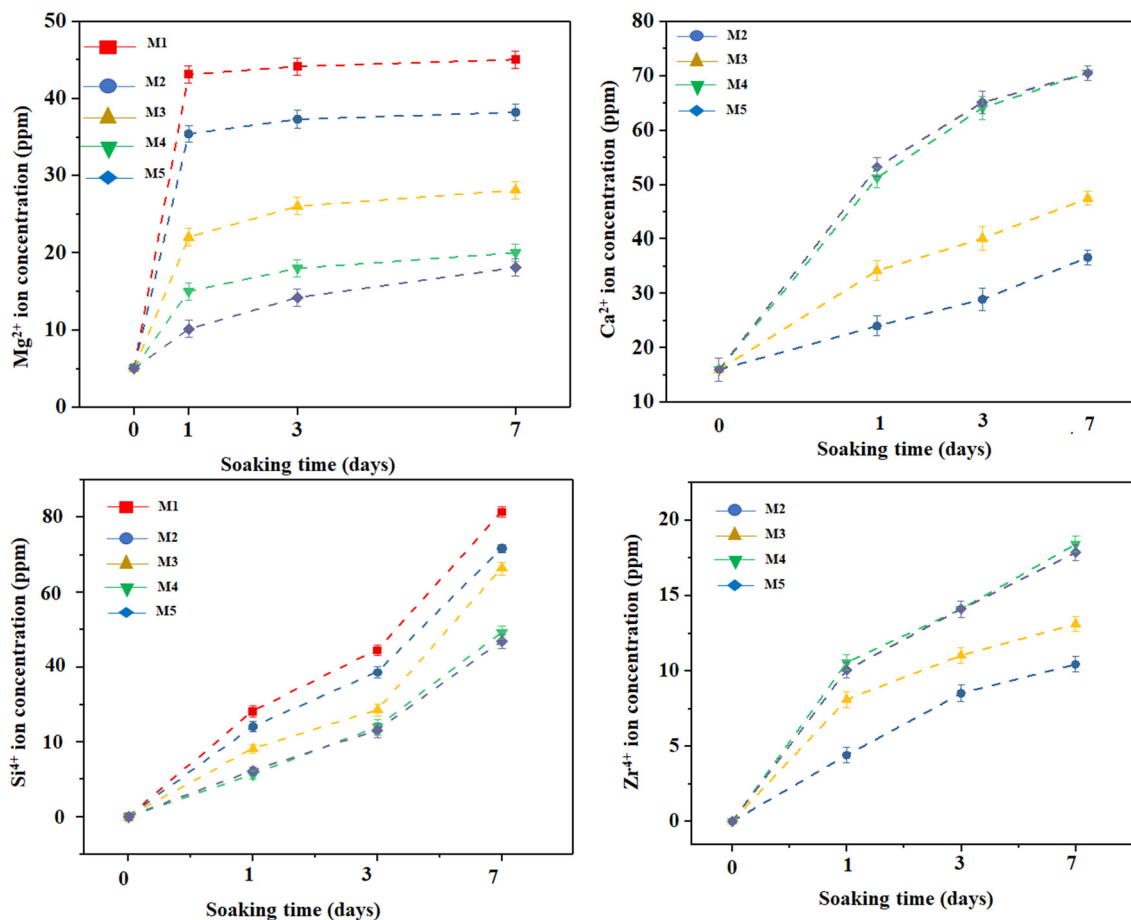 50
40
30
20
10
0
Mg²⁺ ion concentration (ppm)
M1
M2
M3
M4
M5
0 1 3 7
Soaking time (days)
80
70
60
50
40
30
20
10
Ca²⁺ ion concentration (ppm)
M2
M3
M4
M5
0 1 3 7
Soaking time (days)
80
60
40
10
0
Si⁴⁺ ion concentration (ppm)
M1
M2
M3
M4
M5
0 1 3 7
Soaking time (days)
20
15
10
5
0
Zr⁴⁺ ion concentration (ppm)
M2
M3
M4
M5
0 1 3 7
Soaking time (days)